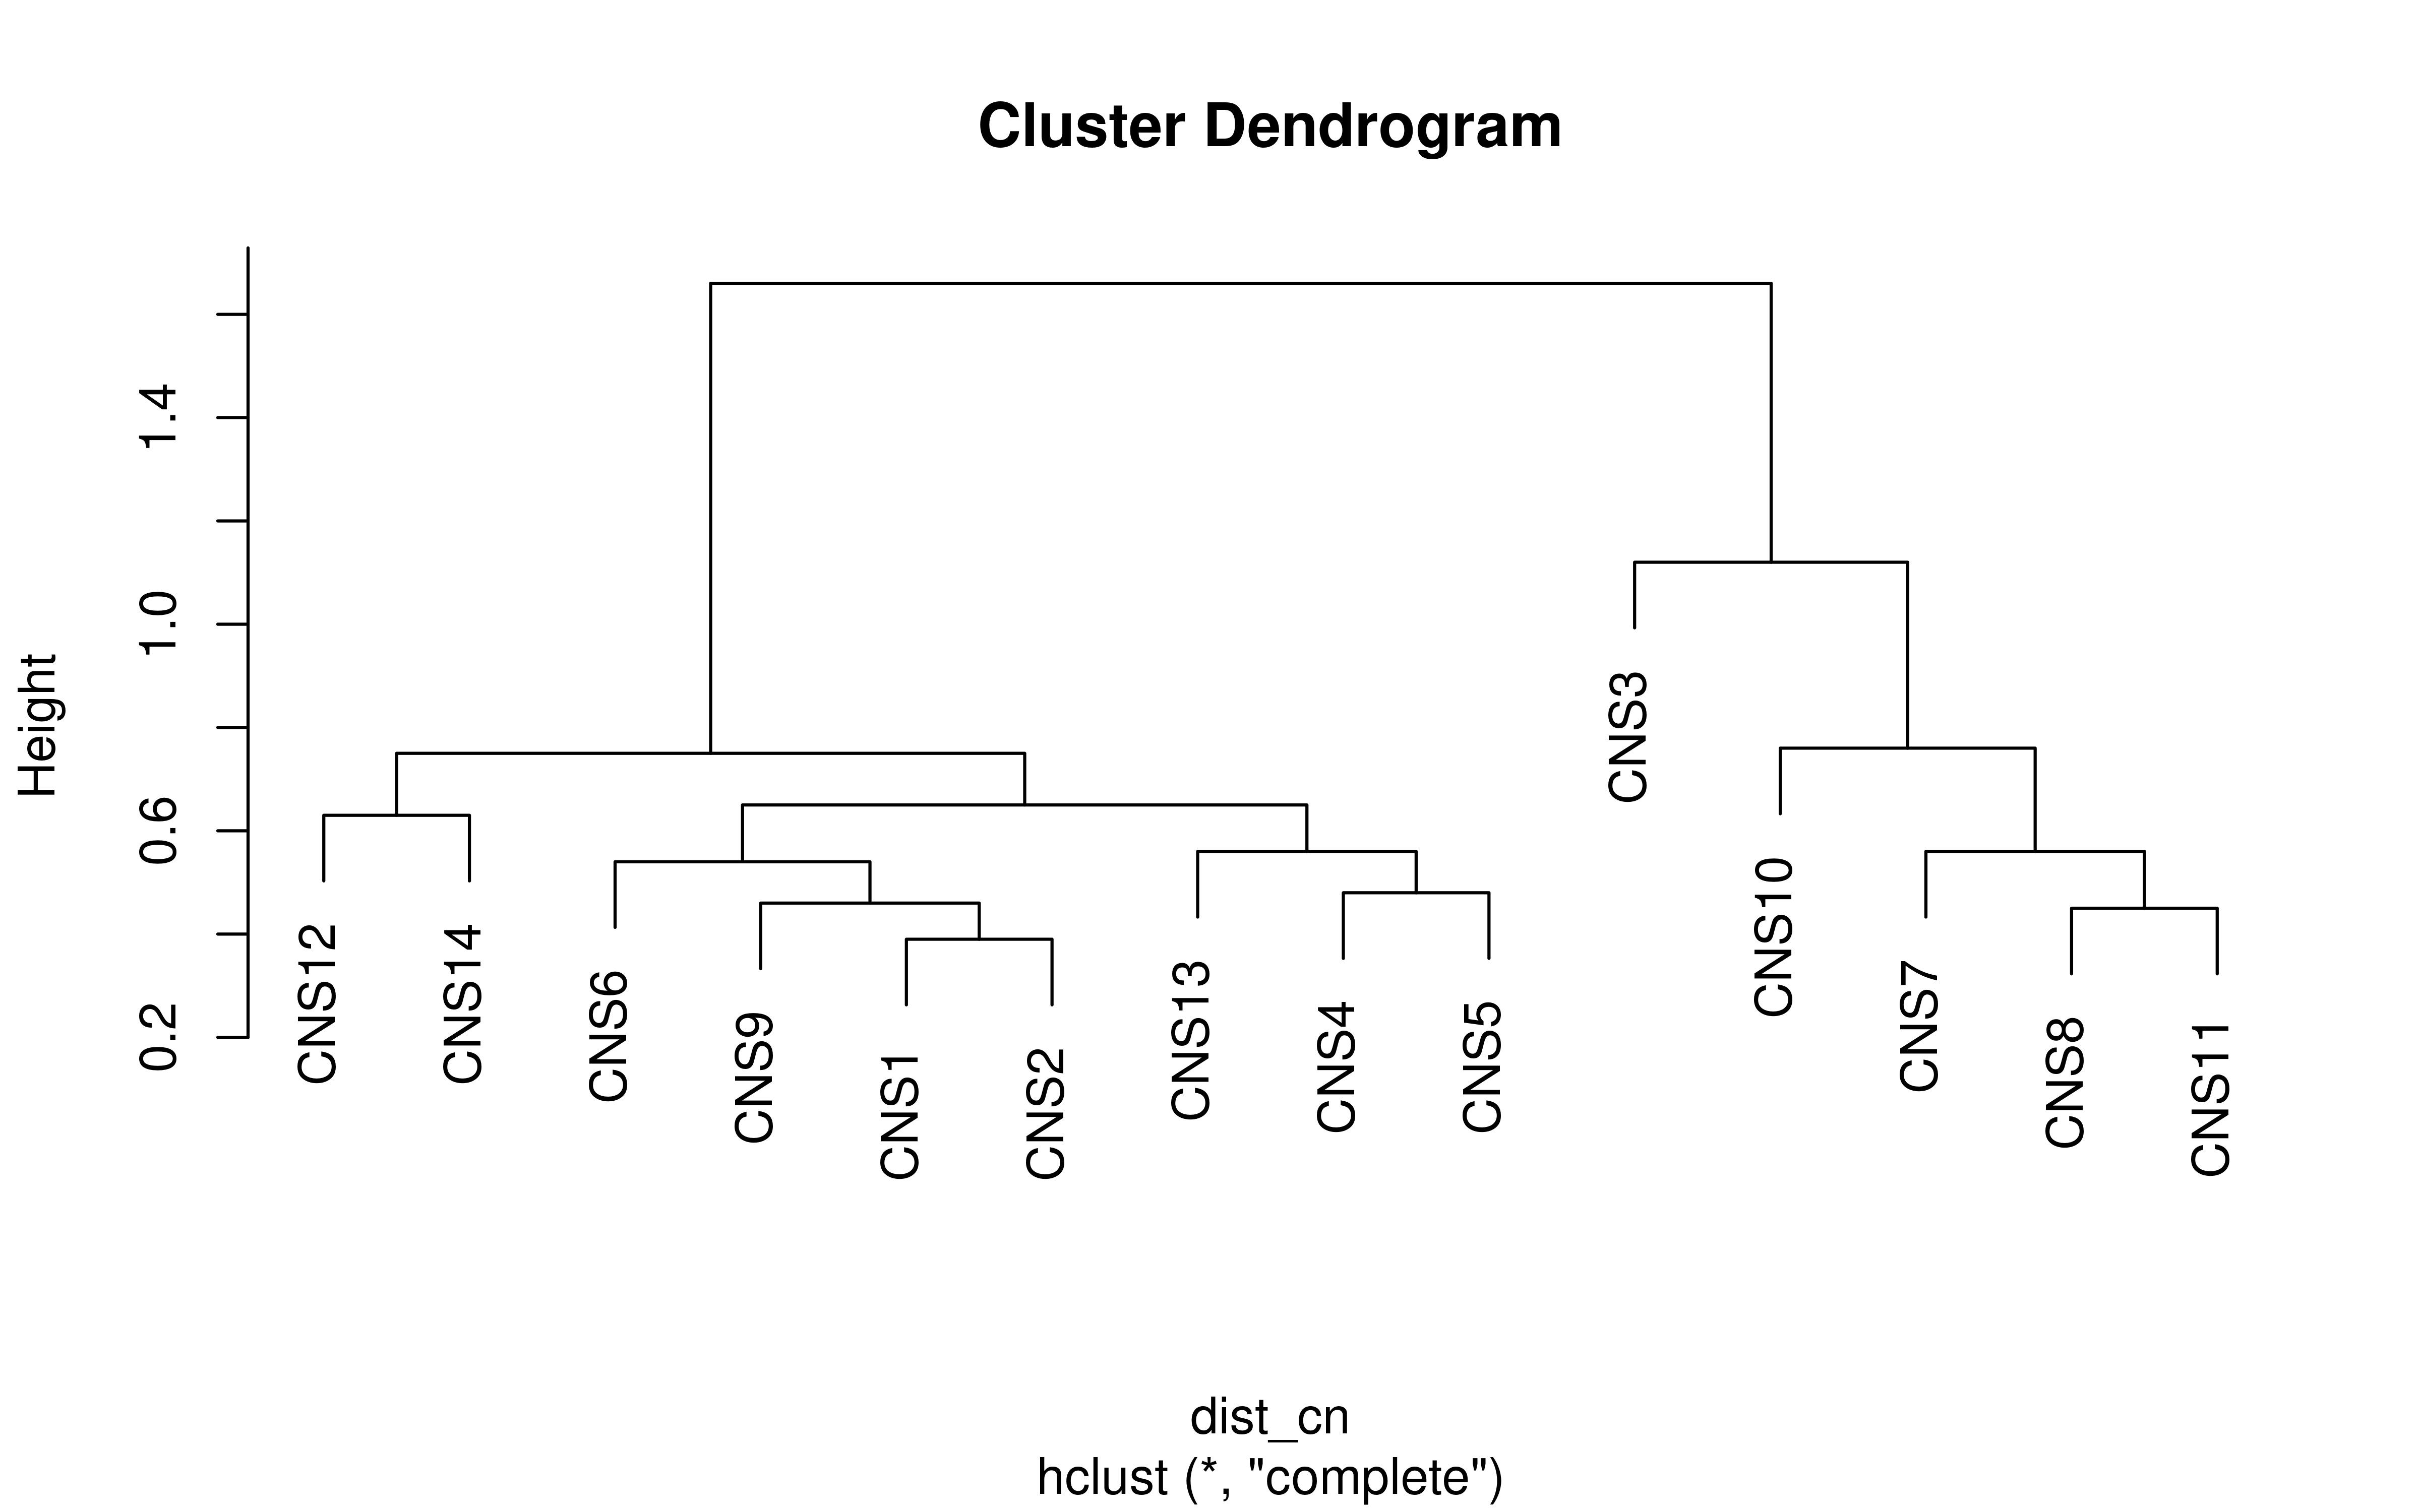 Cluster Dendrogram
Height
1.4
1.0
0.6
0.2
CNS12
CNS14
CNS6
CNS9
CNS1
CNS2
CNS13
CNS4
CNS5
CNS3
CNS10
CNS7
CNS8
CNS11
dist_cn
hclust (*, "complete")